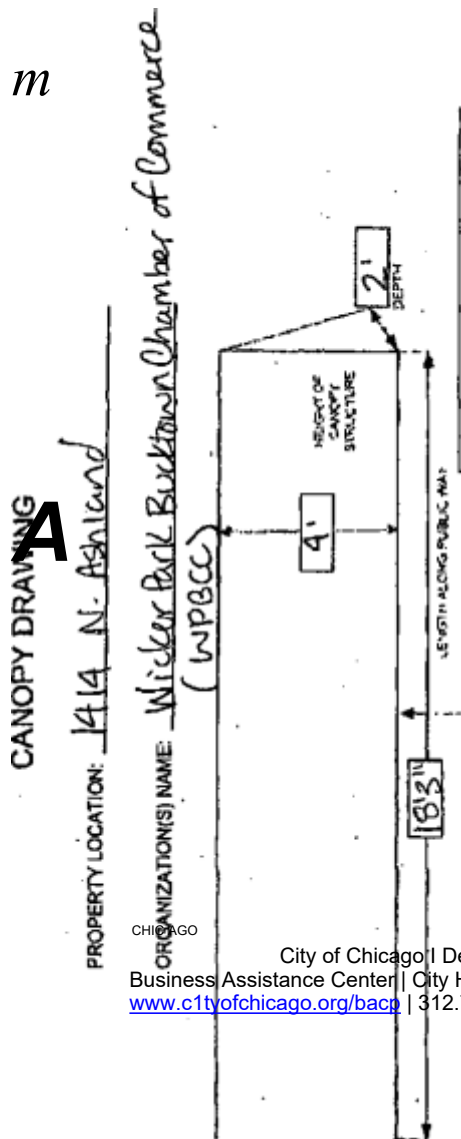 m
A
CANOPY DRAWING
PROPERTY LOCATION: 1414 N. Ashland
ORGANIZATION(S) NAME: Wicker Park Bucktown Chamber of Commerce
(WPBCC)
4'
HEIGHT OF
CANOPY
STRUCTURE
2'
DEPTH
LENGTH ALONG PUBLIC WAY
18'3"
CHICAGO
City of Chicago I De
Business Assistance Center | City H
www.c1tyofchicago.org/bacp | 312.